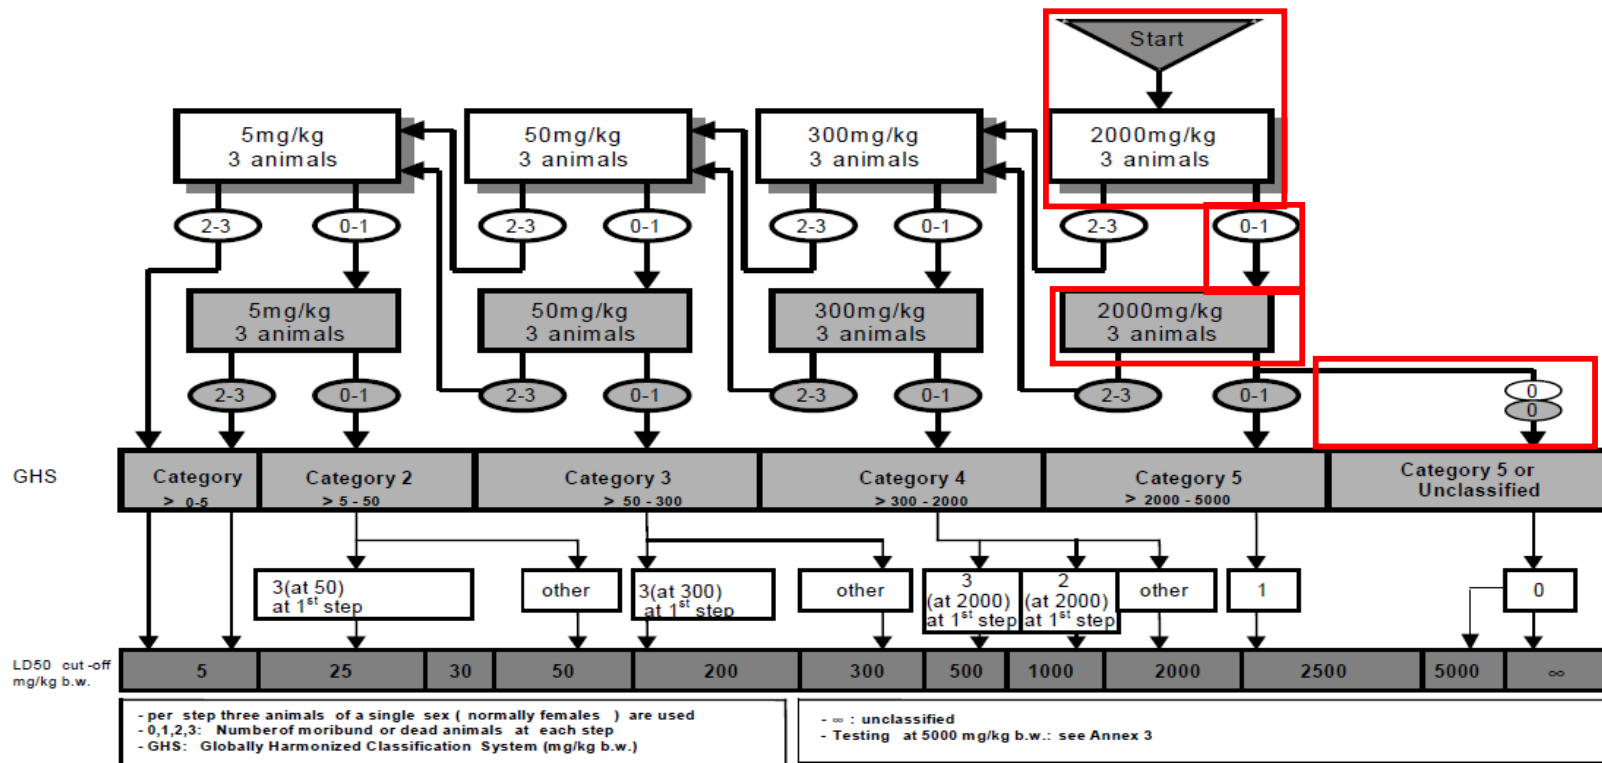 Start
5mg/kg
3 animals
50mg/kg
3 animals
300mg/kg
3 animals
2000mg/kg
3 animals
2-3
0-1
2-3
0-1
2-3
0-1
2-3
0-1
5mg/kg
3 animals
50mg/kg
3 animals
300mg/kg
3 animals
2000mg/kg
3 animals
2-3
0-1
2-3
0-1
2-3
0-1
2-3
0-1
0
0
GHS
Category
> 0-5
Category 2
> 5 - 50
Category 3
> 50 - 300
Category 4
> 300 - 2000
Category 5
> 2000 - 5000
Category 5 or
Unclassified
3(at 50)
at 1st step
other
3(at 300)
at 1st step
other
3
(at 2000)
at 1st step
2
(at 2000)
at 1st step
other
1
0
LD50 cut-off
mg/kg b.w.
5
25
30
50
200
300
500
1000
2000
2500
5000
∞
- per step three animals of a single sex ( normally females ) are used
- 0,1,2,3: Numberof moribund or dead animals at each step
- GHS: Globally Harmonized Classification System (mg/kg b.w.)
- ∞ : unclassified
- Testing at 5000 mg/kg b.w.: see Annex 3